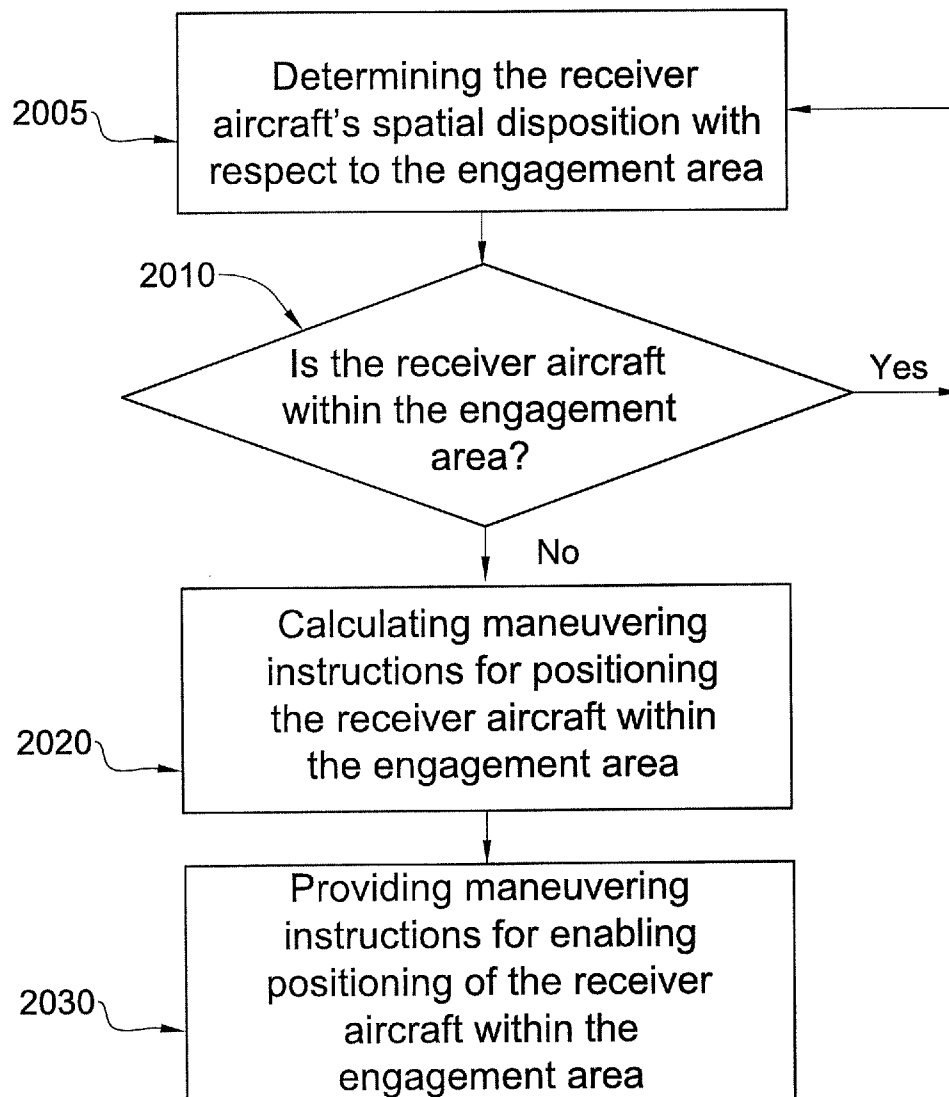 Determining the receiver
aircraft's spatial disposition with
respect to the engagement area
2005
2010
Is the receiver aircraft
within the engagement
area?
Yes
No
Calculating maneuvering
instructions for positioning
the receiver aircraft within
the engagement area
2020
Providing maneuvering
instructions for enabling
positioning of the receiver
aircraft within the
engagement area
2030